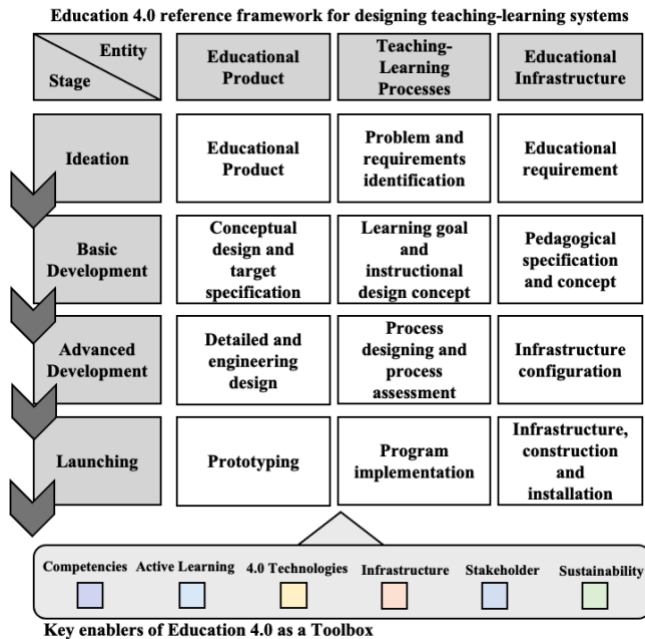 Education 4.0 reference framework for designing teaching-learning systems
Entity
Stage
Educational
Product
Teaching-
Learning
Processes
Educational
Infrastructure
Ideation
Educational
Product
Problem and
requirements
identification
Educational
requirement
Basic
Development
Conceptual
design and
target
specification
Learning goal
and
instructional
design concept
Pedagogical
specification
and concept
Advanced
Development
Detailed and
engineering
design
Process
designing and
process
assessment
Infrastructure
configuration
Launching
Prototyping
Program
implementation
Infrastructure,
construction
and
installation
Competencies
Active Learning
4.0 Technologies
Infrastructure
Stakeholder
Sustainability
Key enablers of Education 4.0 as a Toolbox